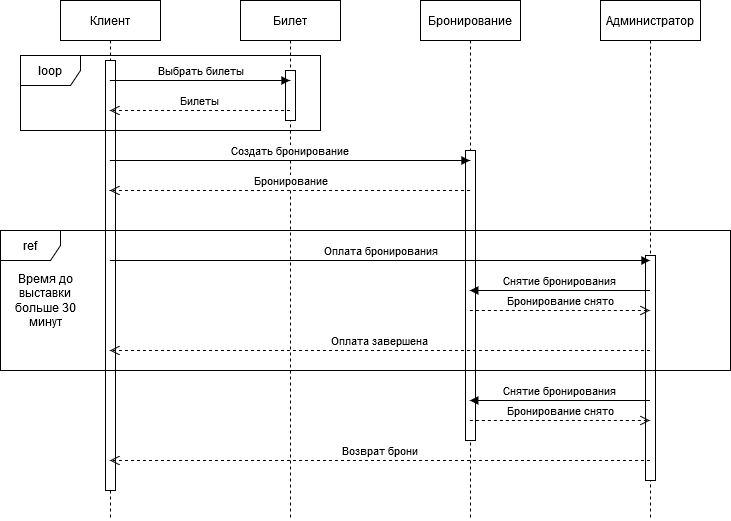 Клиент
Билет
Бронирование
Администратор
loop
Выбрать билеты
Билеты
Создать бронирование
Бронирование
ref
Оплата бронирования
Время до
выставки
больше 30
минут
Снятие бронирования
Бронирование снято
Оплата завершена
Снятие бронирования
Бронирование снято
Возврат брони